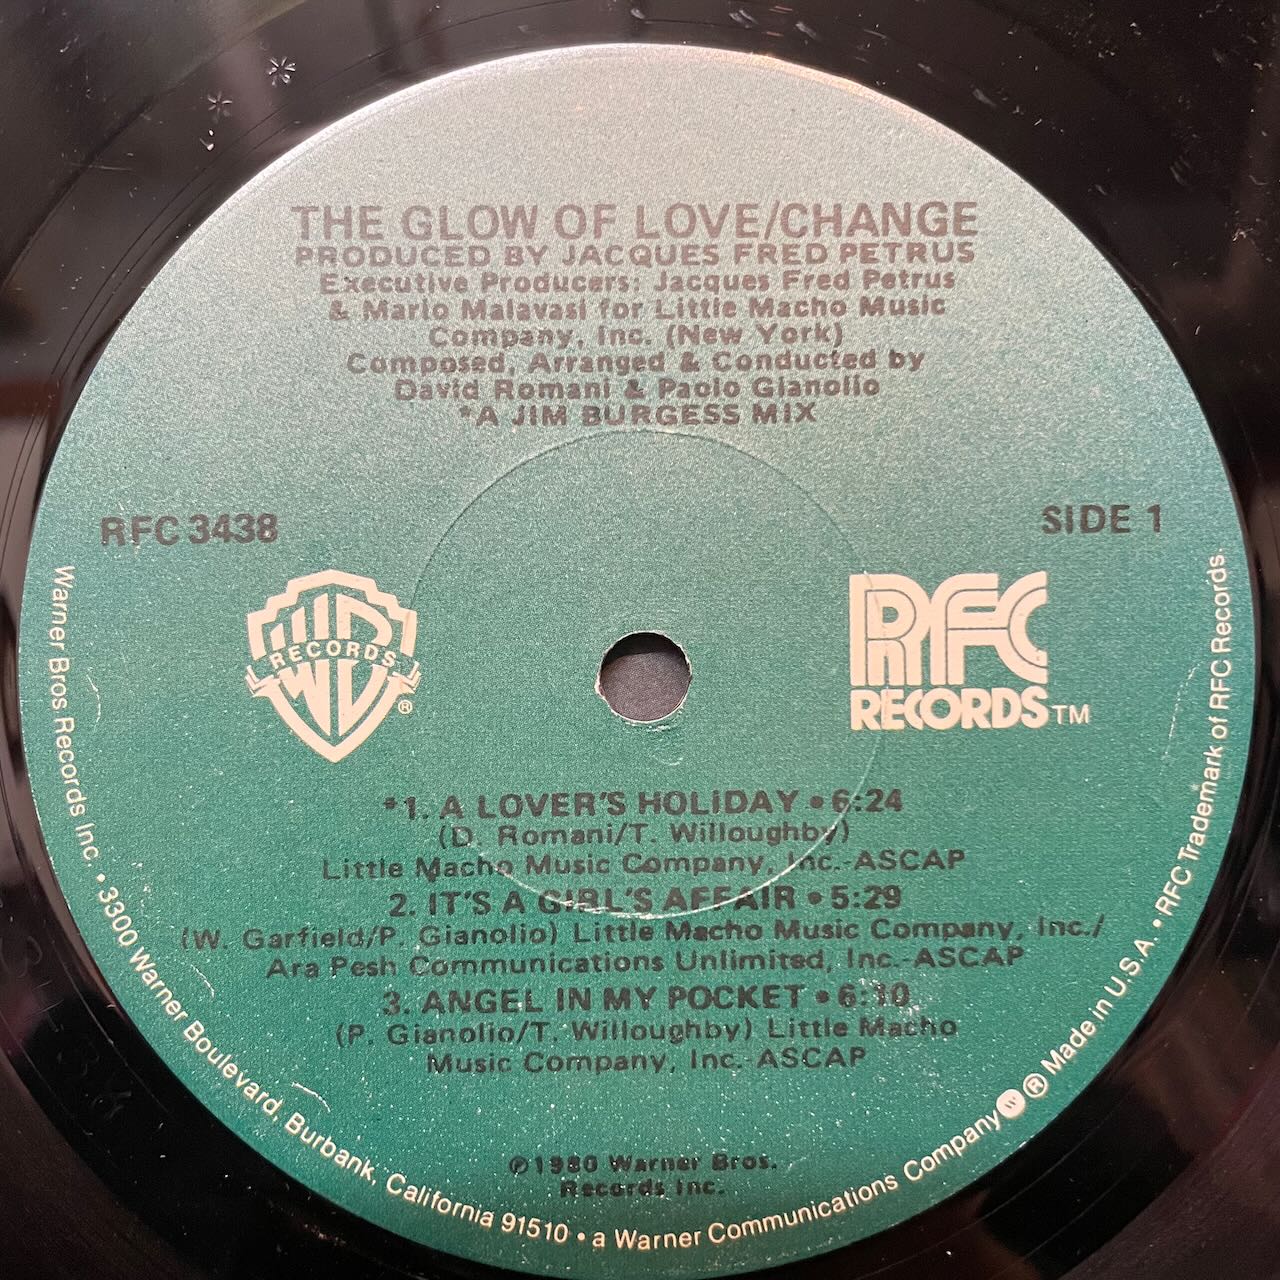 THE GLOW OF LOVE/CHANGE
PRODUCED BY JACQUES FRED PETRUS
Executive Producers: Jacques Fred Petrus
& Mario Malavasi for Little Macho Music
Company, Inc. (New York)
Composed, Arranged & Conducted by
David Romani & Paolo Gianolio
*A JIM BURGESS MIX
RFC 3438
SIDE 1
WB
RECORDS
®
RFC
RECORDS TM
*1. A LOVER'S HOLIDAY • 6:24
(D. Romani/T. Willoughby)
Little Macho Music Company, Inc.-ASCAP
2. IT'S A GIRL'S AFFAIR • 5:29
(W. Garfield/P. Gianolio) Little Macho Music Company, Inc./
Ara Pesh Communications Unlimited, Inc.-ASCAP
3. ANGEL IN MY POCKET • 6:10
(P. Gianolio/T. Willoughby) Little Macho
Music Company, Inc.-ASCAP
℗1980 Warner Bros.
Records Inc.
Warner Bros Records Inc. • 3300 Warner Boulevard, Burbank, California 91510 • a Warner Communications Company W ® Made in U.S.A. • RFC Trademark of RFC Records.